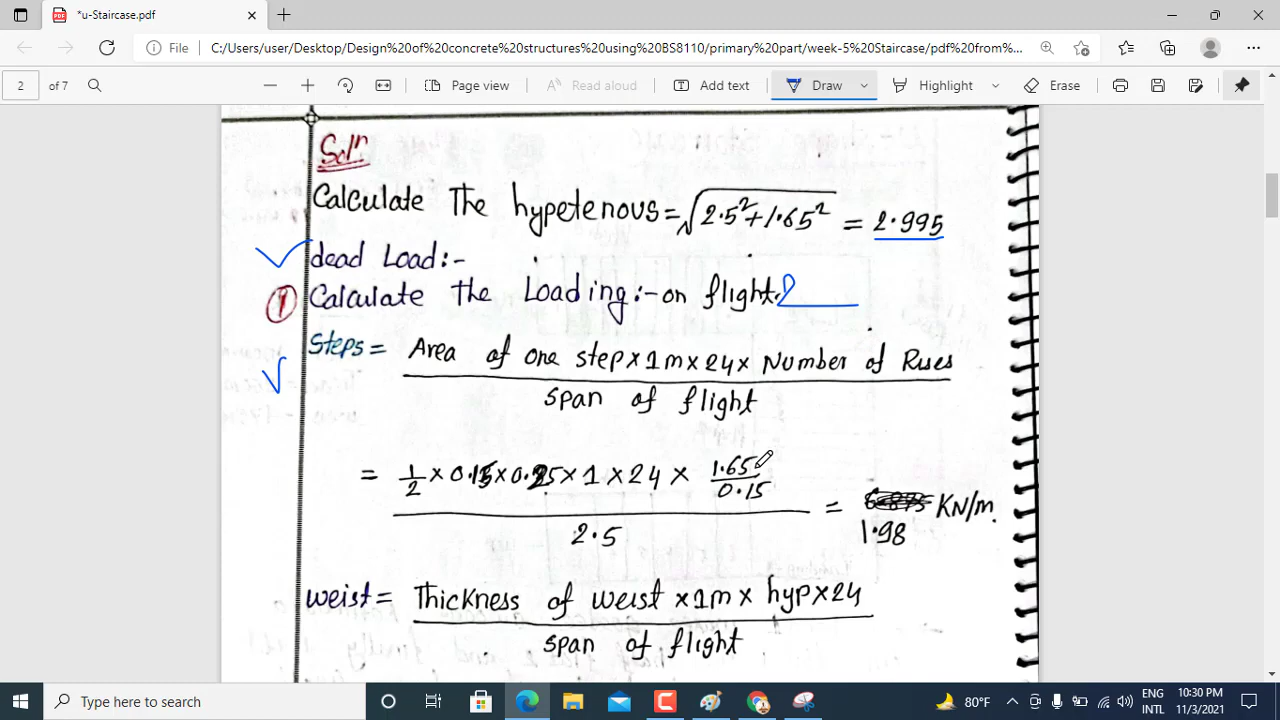 *u-Staircase.pdf
File C:/Users/user/Desktop/Design%20of%20concrete%20structures%20using%20BS8110/primary%20part/week-5%20Staircase/pdf%20from%...
2 of 7 Page view Read aloud Add text Draw Highlight Erase
Solⁿ
Calculate The hypetenous = √2.5²+1.65² = 2.995
dead Load:-
① Calculate the Loading:- on flight. 2
Steps = Area of one step x 1m x 24 x Number of Rises
span of flight
= 1/2 x 0.15 x 0.25 x 1 x 24 x 1.65/0.15
2.5
= KN/m.
1.98
weist = Thickness of weist x 1m x hyp x 24
span of flight
Type here to search 80°F ENG 10:30 PM
INTL 11/3/2021